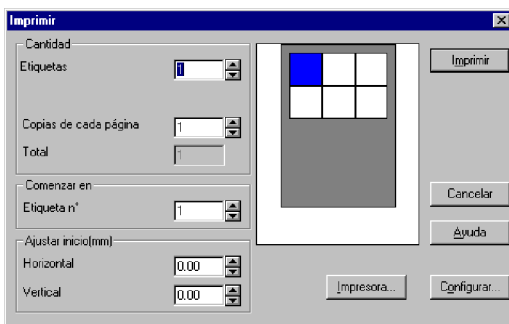 Imprimir
Cantidad
Etiquetas 1
Imprimir
Copias de cada página 1
Total 1
Comenzar en
Etiqueta n° 1
Cancelar
Ayuda
Ajustar inicio(mm)
Horizontal 0.00
Vertical 0.00
Impresora...
Configurar...